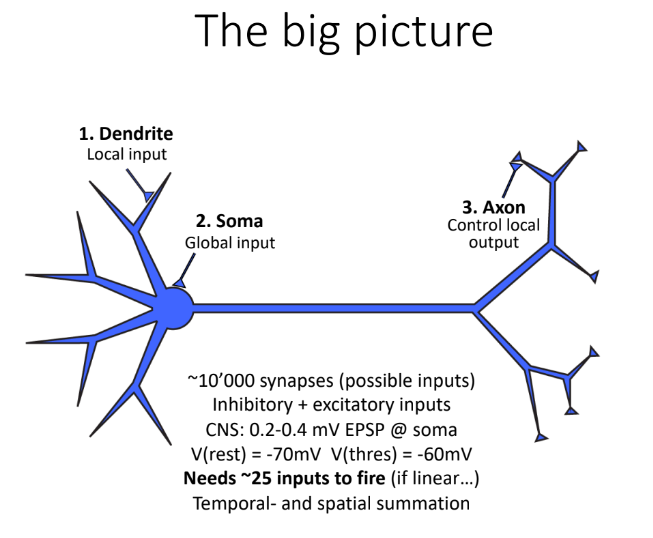 The big picture
1. Dendrite
Local input
2. Soma
Global input
3. Axon
Control local
output
~10’000 synapses (possible inputs)
Inhibitory + excitatory inputs
CNS: 0.2-0.4 mV EPSP @ soma
V(rest) = -70mV  V(thres) = -60mV
Needs ~25 inputs to fire (if linear…)
Temporal- and spatial summation